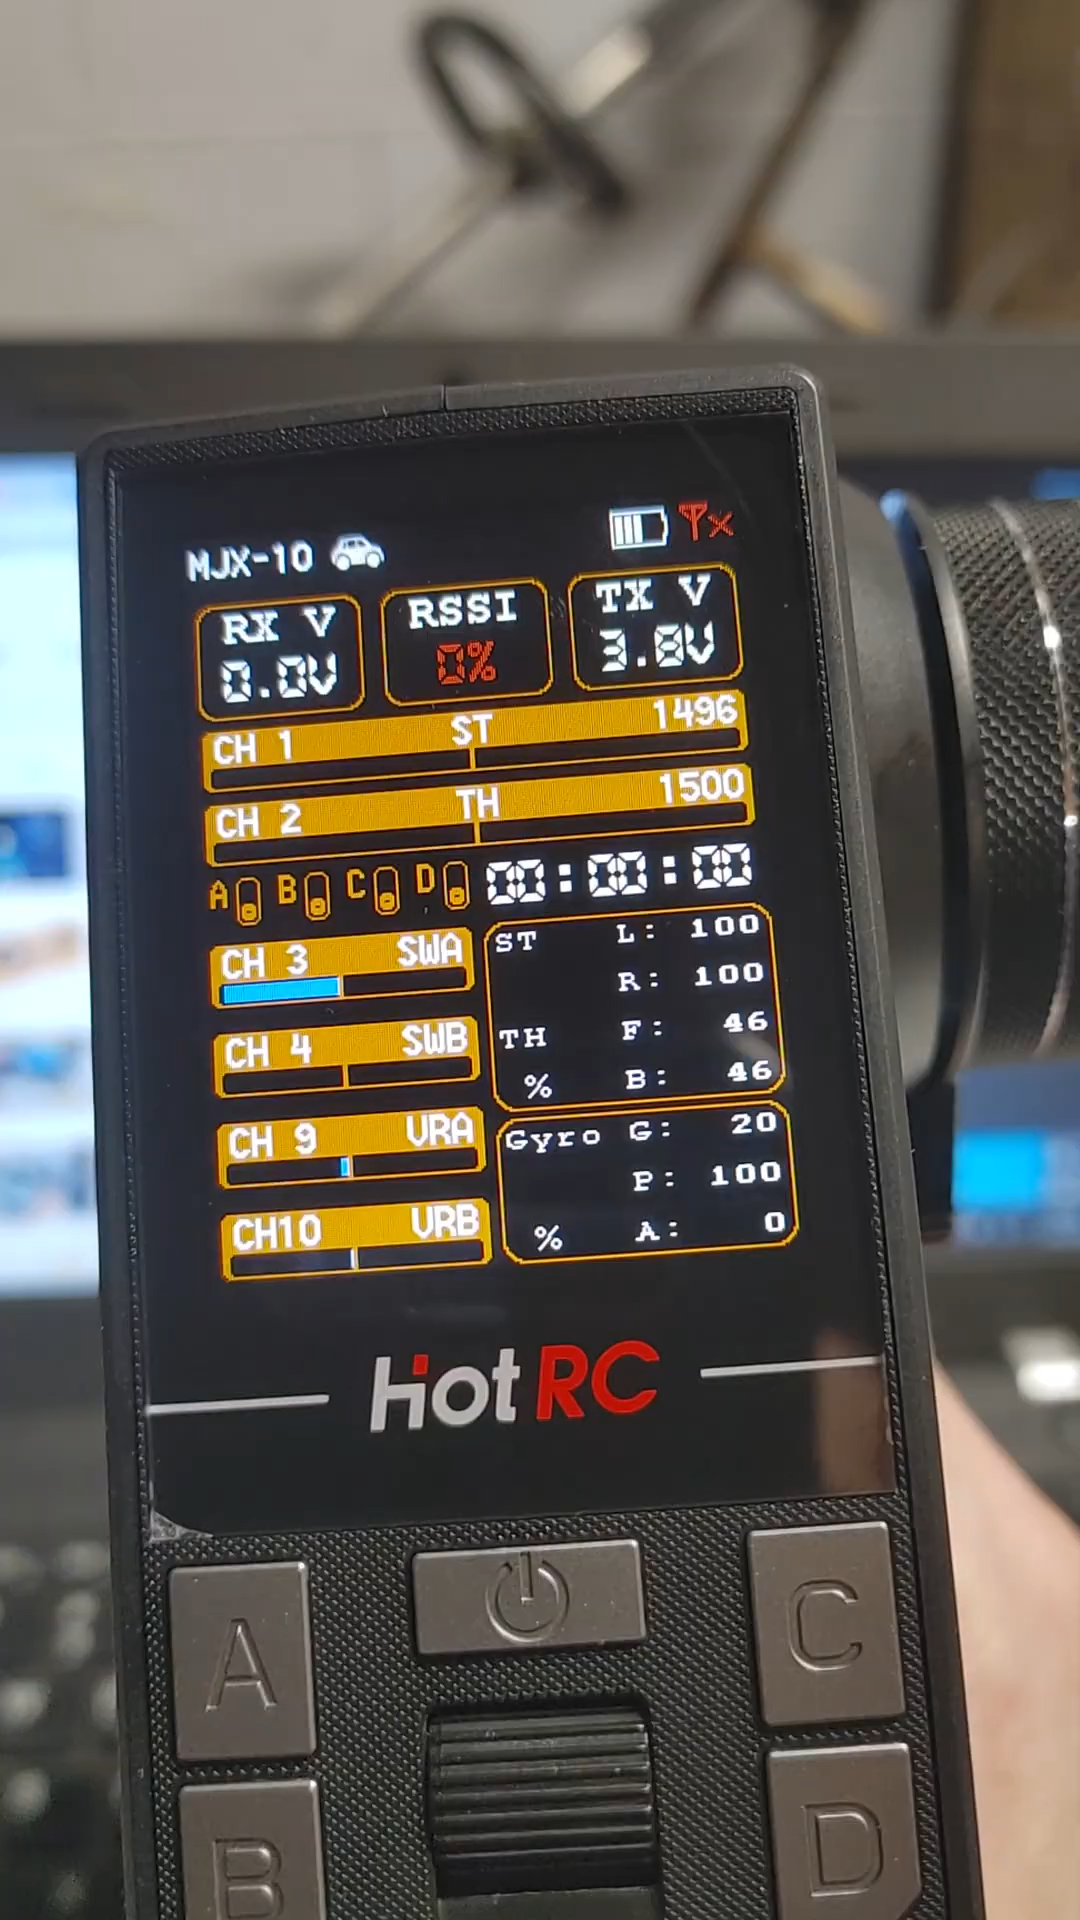 MJX-10
RX V RSSI TX V
0.0V 0% 3.8V
CH 1 ST 1496
CH 2 TH 1500
A B C D 00:00:00
CH 3 SWA
CH 4 SWB
CH 9 VRA
CH10 VRB
ST L: 100
R: 100
TH F: 46
% B: 46
Gyro G: 20
P: 100
% A: 0
HotRC
A
C
B
D